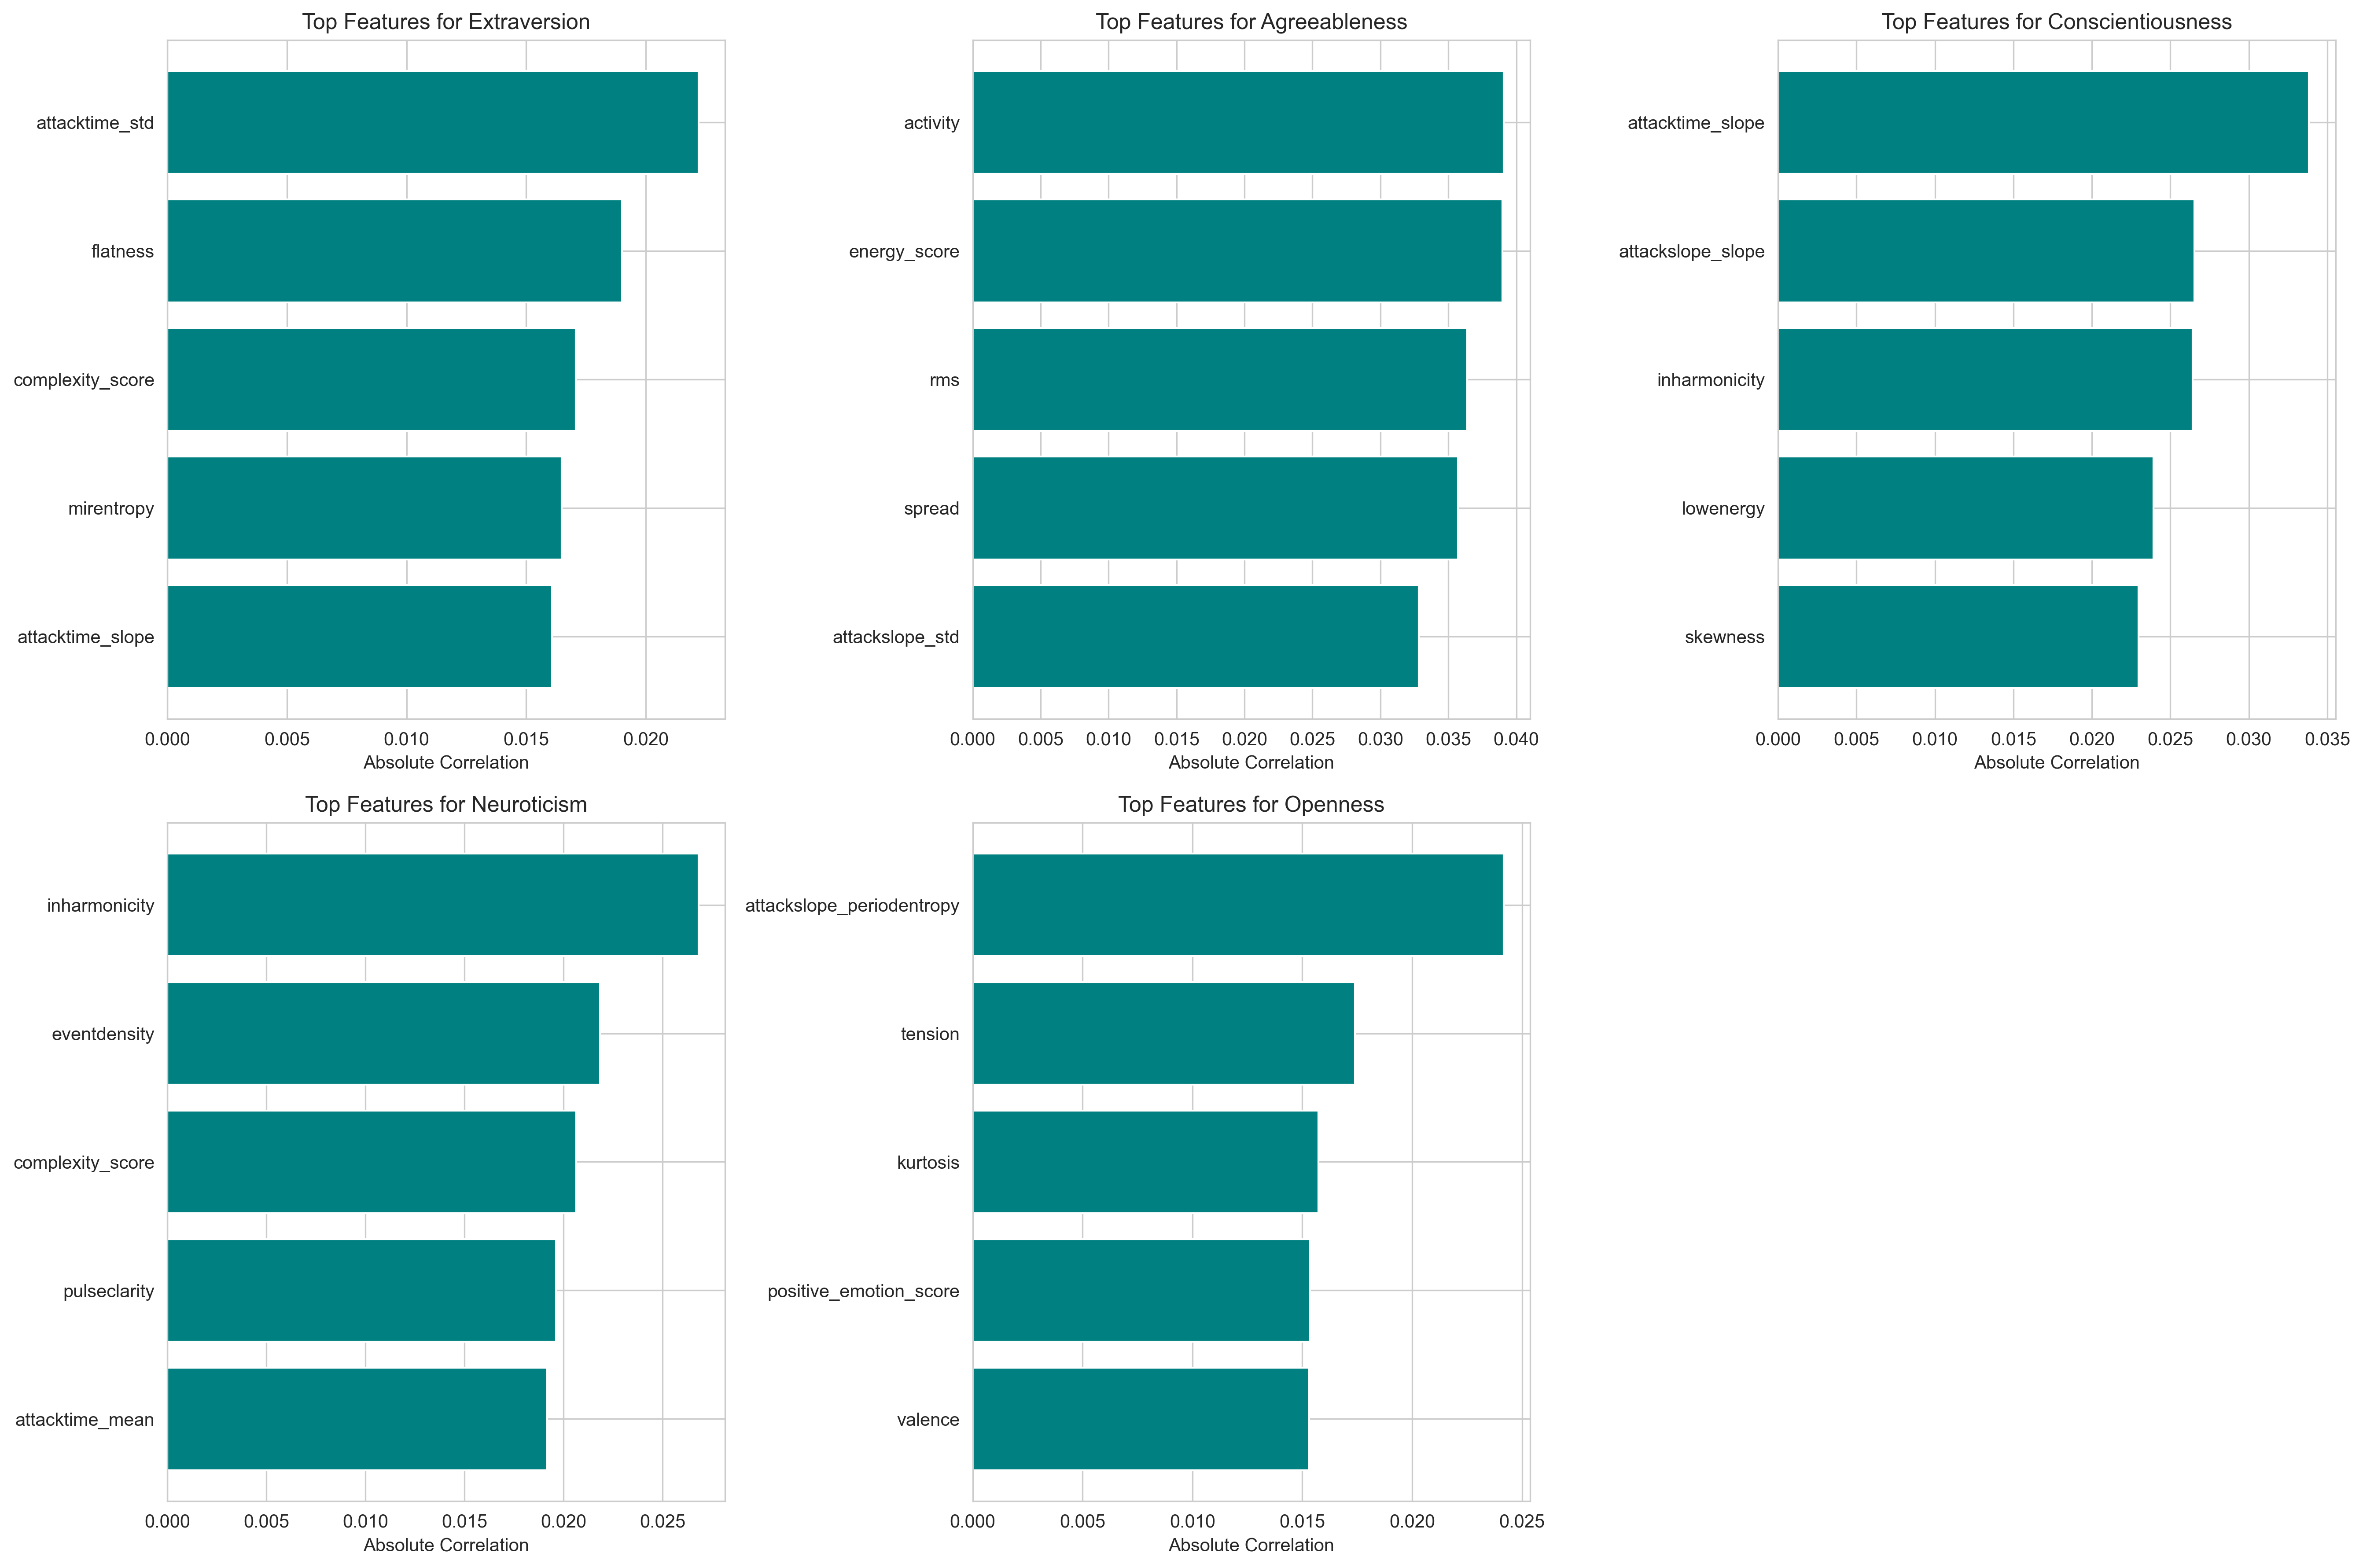 Top Features for Extraversion
attacktime_std
flatness
complexity_score
mirentropy
attacktime_slope
0.000 0.005 0.010 0.015 0.020
Absolute Correlation
Top Features for Agreeableness
activity
energy_score
rms
spread
attackslope_std
0.000 0.005 0.010 0.015 0.020 0.025 0.030 0.035 0.040
Absolute Correlation
Top Features for Conscientiousness
attacktime_slope
attackslope_slope
inharmonicity
lowenergy
skewness
0.000 0.005 0.010 0.015 0.020 0.025 0.030 0.035
Absolute Correlation
Top Features for Neuroticism
inharmonicity
eventdensity
complexity_score
pulseclarity
attacktime_mean
0.000 0.005 0.010 0.015 0.020 0.025
Absolute Correlation
Top Features for Openness
attackslope_periodentropy
tension
kurtosis
positive_emotion_score
valence
0.000 0.005 0.010 0.015 0.020 0.025
Absolute Correlation